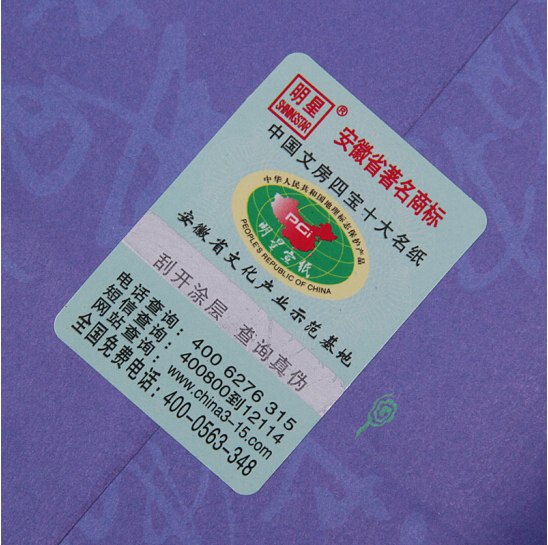 明星
SHININGSTAR
®
安徽省著名商标
中国文房四宝十大名纸
中华人民共和国地理标志保护产品
PGI
明星宣纸
PEOPLE'S REPUBLIC OF CHINA
安徽省文化产业示范基地
刮开涂层 查询真伪
电话查询：400 6276 315
短信查询：400800到12114
网站查询：www.china3-15.com
全国免费电话：400-0563-348